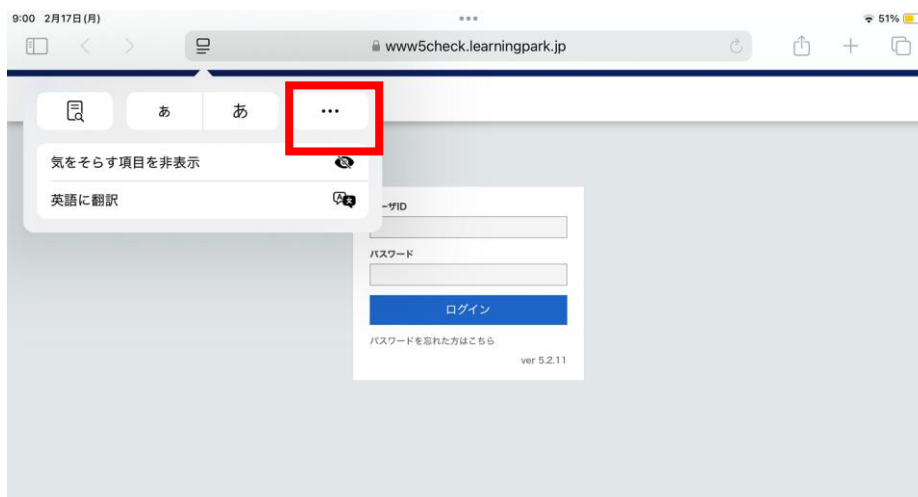 9:00 2月17日(月)
51%
www5check.learningpark.jp
ぁ あ
気をそらす項目を非表示
英語に翻訳
ーザID
パスワード
ログイン
パスワードを忘れた方はこちら
ver 5.2.11